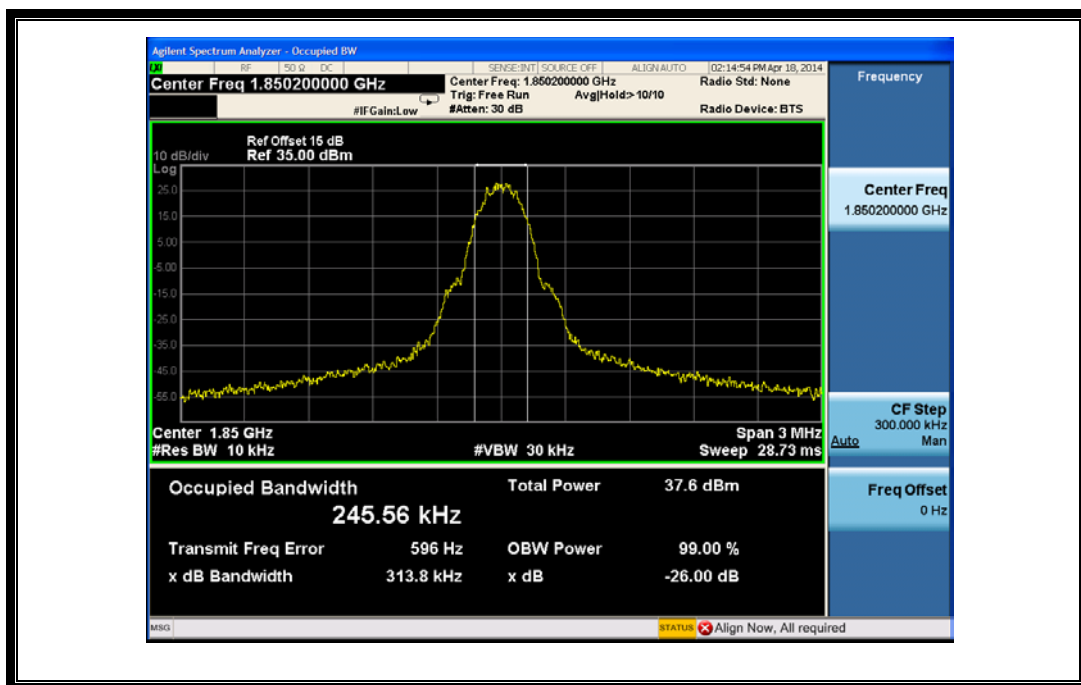 Agilent Spectrum Analyzer - Occupied BW
LXI RF 50 Ω DC SENSE:INT SOURCE OFF ALIGN AUTO 02:14:54 PM Apr 18, 2014
Center Freq 1.850200000 GHz
Center Freq: 1.850200000 GHz
Radio Std: None
Trig: Free Run Avg|Hold:>10/10
#IFGain:Low #Atten: 30 dB Radio Device: BTS
Ref Offset 15 dB
10 dB/div Ref 35.00 dBm
Log
25.0
15.0
5.00
-5.00
-15.0
-25.0
-35.0
-45.0
-55.0
Center 1.85 GHz Span 3 MHz
#Res BW 10 kHz #VBW 30 kHz Sweep 28.73 ms
Occupied Bandwidth Total Power 37.6 dBm
245.56 kHz
Transmit Freq Error 596 Hz OBW Power 99.00 %
x dB Bandwidth 313.8 kHz x dB -26.00 dB
MSG STATUS Align Now, All required
Frequency
Center Freq
1.850200000 GHz
CF Step
300.000 kHz
Auto Man
Freq Offset
0 Hz